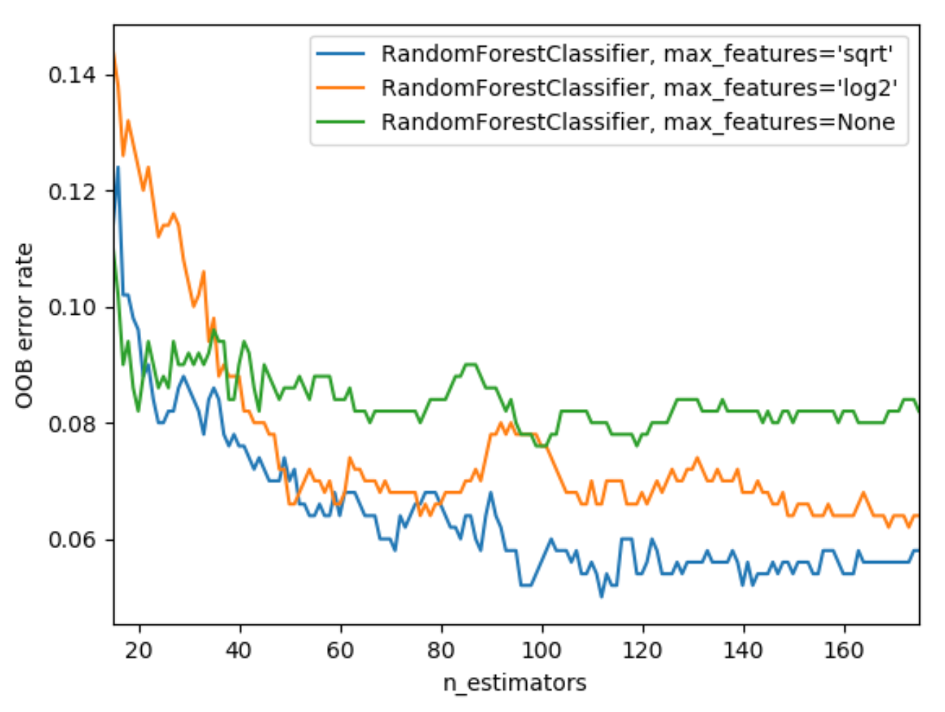 RandomForestClassifier, max_features='sqrt'
RandomForestClassifier, max_features='log2'
RandomForestClassifier, max_features=None
OOB error rate
0.14
0.12
0.10
0.08
0.06
20 40 60 80 100 120 140 160
n_estimators